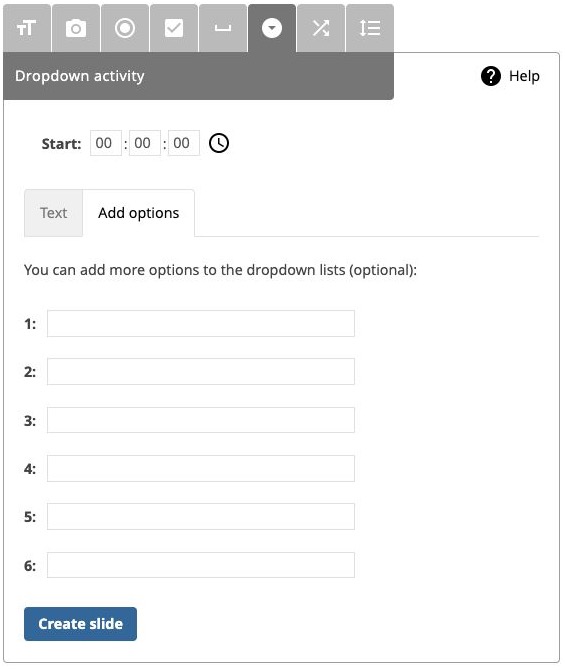 TT
Dropdown activity
? Help
Start: 00 : 00 : 00
Text Add options
You can add more options to the dropdown lists (optional):
1:
2:
3:
4:
5:
6:
Create slide